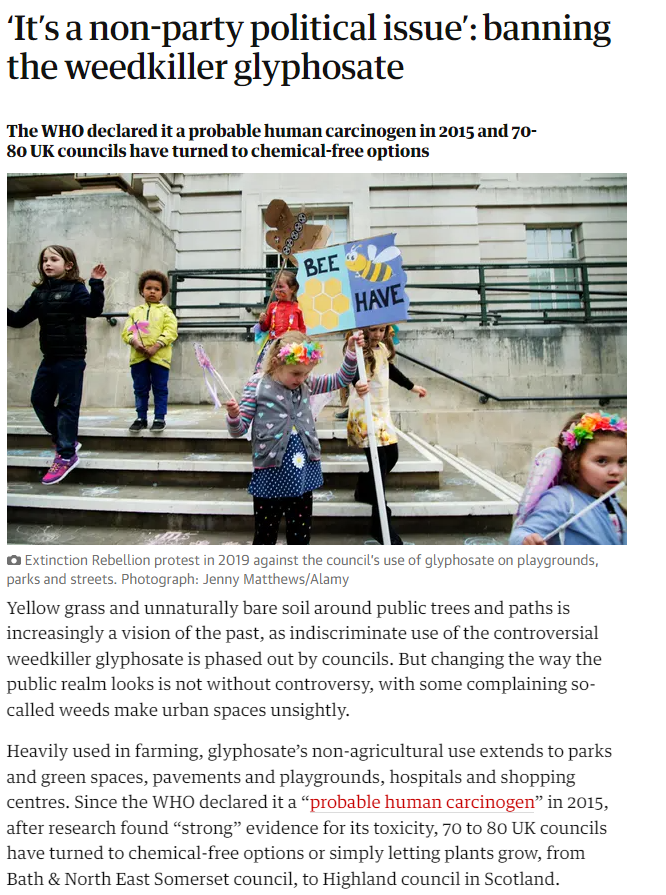 ‘It’s a non-party political issue’: banning
the weedkiller glyphosate
The WHO declared it a probable human carcinogen in 2015 and 70-
80 UK councils have turned to chemical-free options
BEE
HAVE
Extinction Rebellion protest in 2019 against the council’s use of glyphosate on playgrounds,
parks and streets. Photograph: Jenny Matthews/Alamy
Yellow grass and unnaturally bare soil around public trees and paths is
increasingly a vision of the past, as indiscriminate use of the controversial
weedkiller glyphosate is phased out by councils. But changing the way the
public realm looks is not without controversy, with some complaining so-
called weeds make urban spaces unsightly.
Heavily used in farming, glyphosate’s non-agricultural use extends to parks
and green spaces, pavements and playgrounds, hospitals and shopping
centres. Since the WHO declared it a “probable human carcinogen” in 2015,
after research found “strong” evidence for its toxicity, 70 to 80 UK councils
have turned to chemical-free options or simply letting plants grow, from
Bath & North East Somerset council, to Highland council in Scotland.